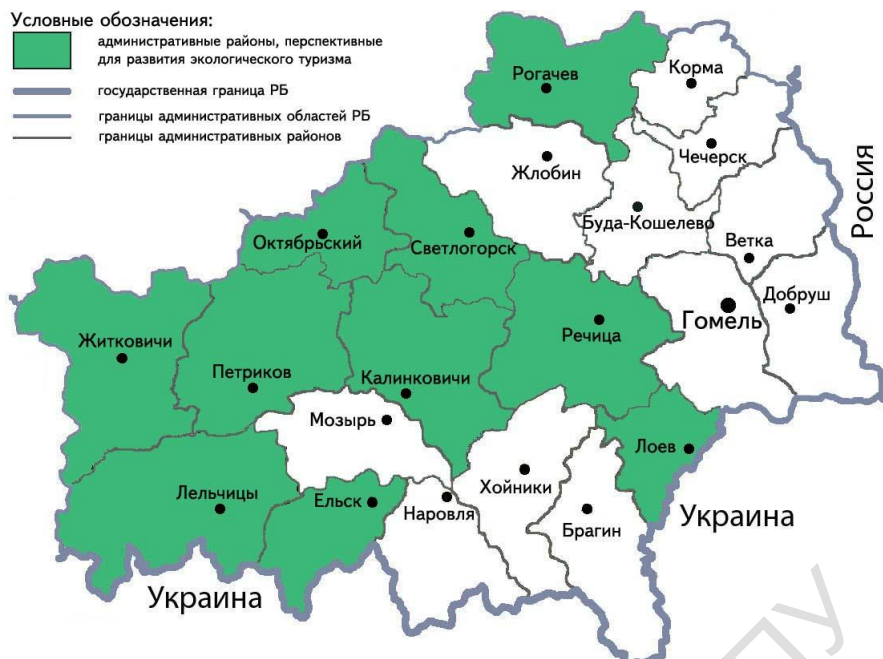 Условные обозначения:
административные районы, перспективные
для развития экологического туризма
государственная граница РБ
границы административных областей РБ
границы административных районов
Рогачев
Корма
Чечерск
Жлобин
Буда-Кошелево
Россия
Октябрьский
Светлогорск
Ветка
Добруш
Гомель
Речица
Житковичи
Петриков
Калинковичи
Мозырь
Лоев
Хойники
Лельчицы
Ельск
Наровля
Брагин
Украина
Украина